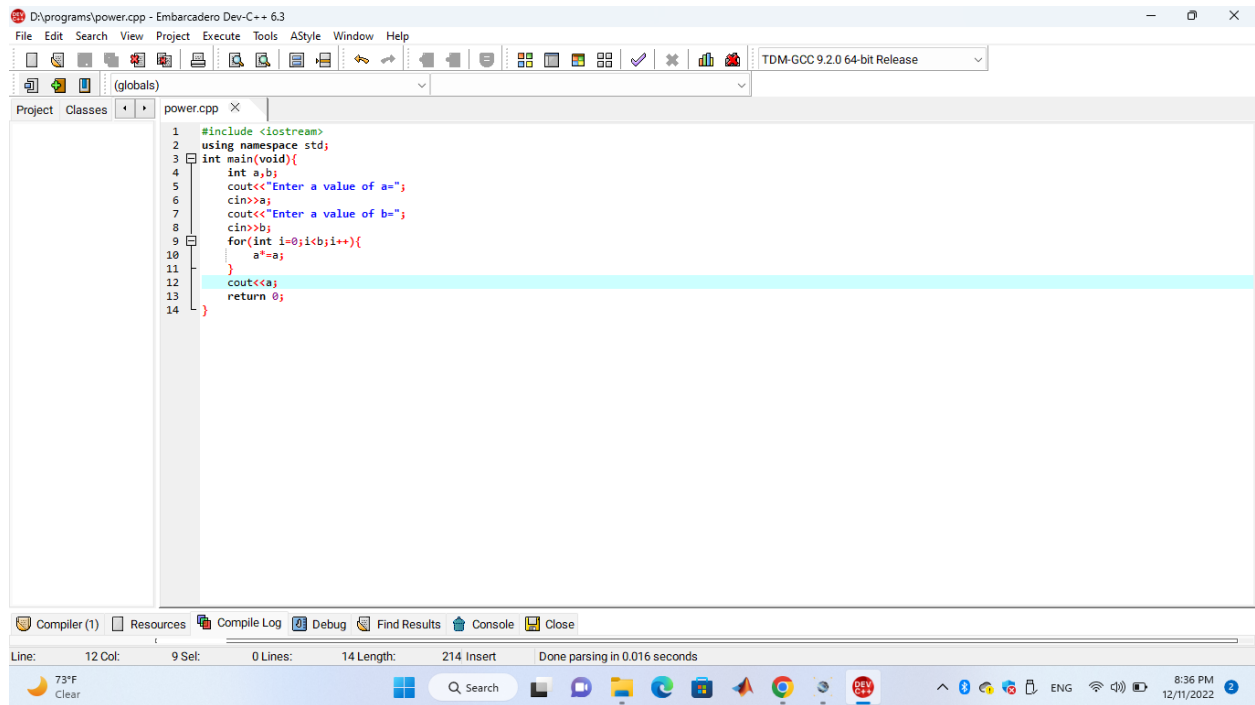 D:\programs\power.cpp - Embarcadero Dev-C++ 6.3
File Edit Search View Project Execute Tools AStyle Window Help
TDM-GCC 9.2.0 64-bit Release
(globals)
Project Classes power.cpp
1 #include <iostream>
2 using namespace std;
3 int main(void){
4 int a,b;
5 cout<<"Enter a value of a=";
6 cin>>a;
7 cout<<"Enter a value of b=";
8 cin>>b;
9 for(int i=0;i<b;i++){
10 a*=a;
11 }
12 cout<<a;
13 return 0;
14 }
Compiler (1) Resources Compile Log Debug Find Results Console Close
Line: 12 Col: 9 Sel: 0 Lines: 14 Length: 214 Insert Done parsing in 0.016 seconds
73°F
Clear
Search
DEV C++
ENG
8:36 PM
12/11/2022
2